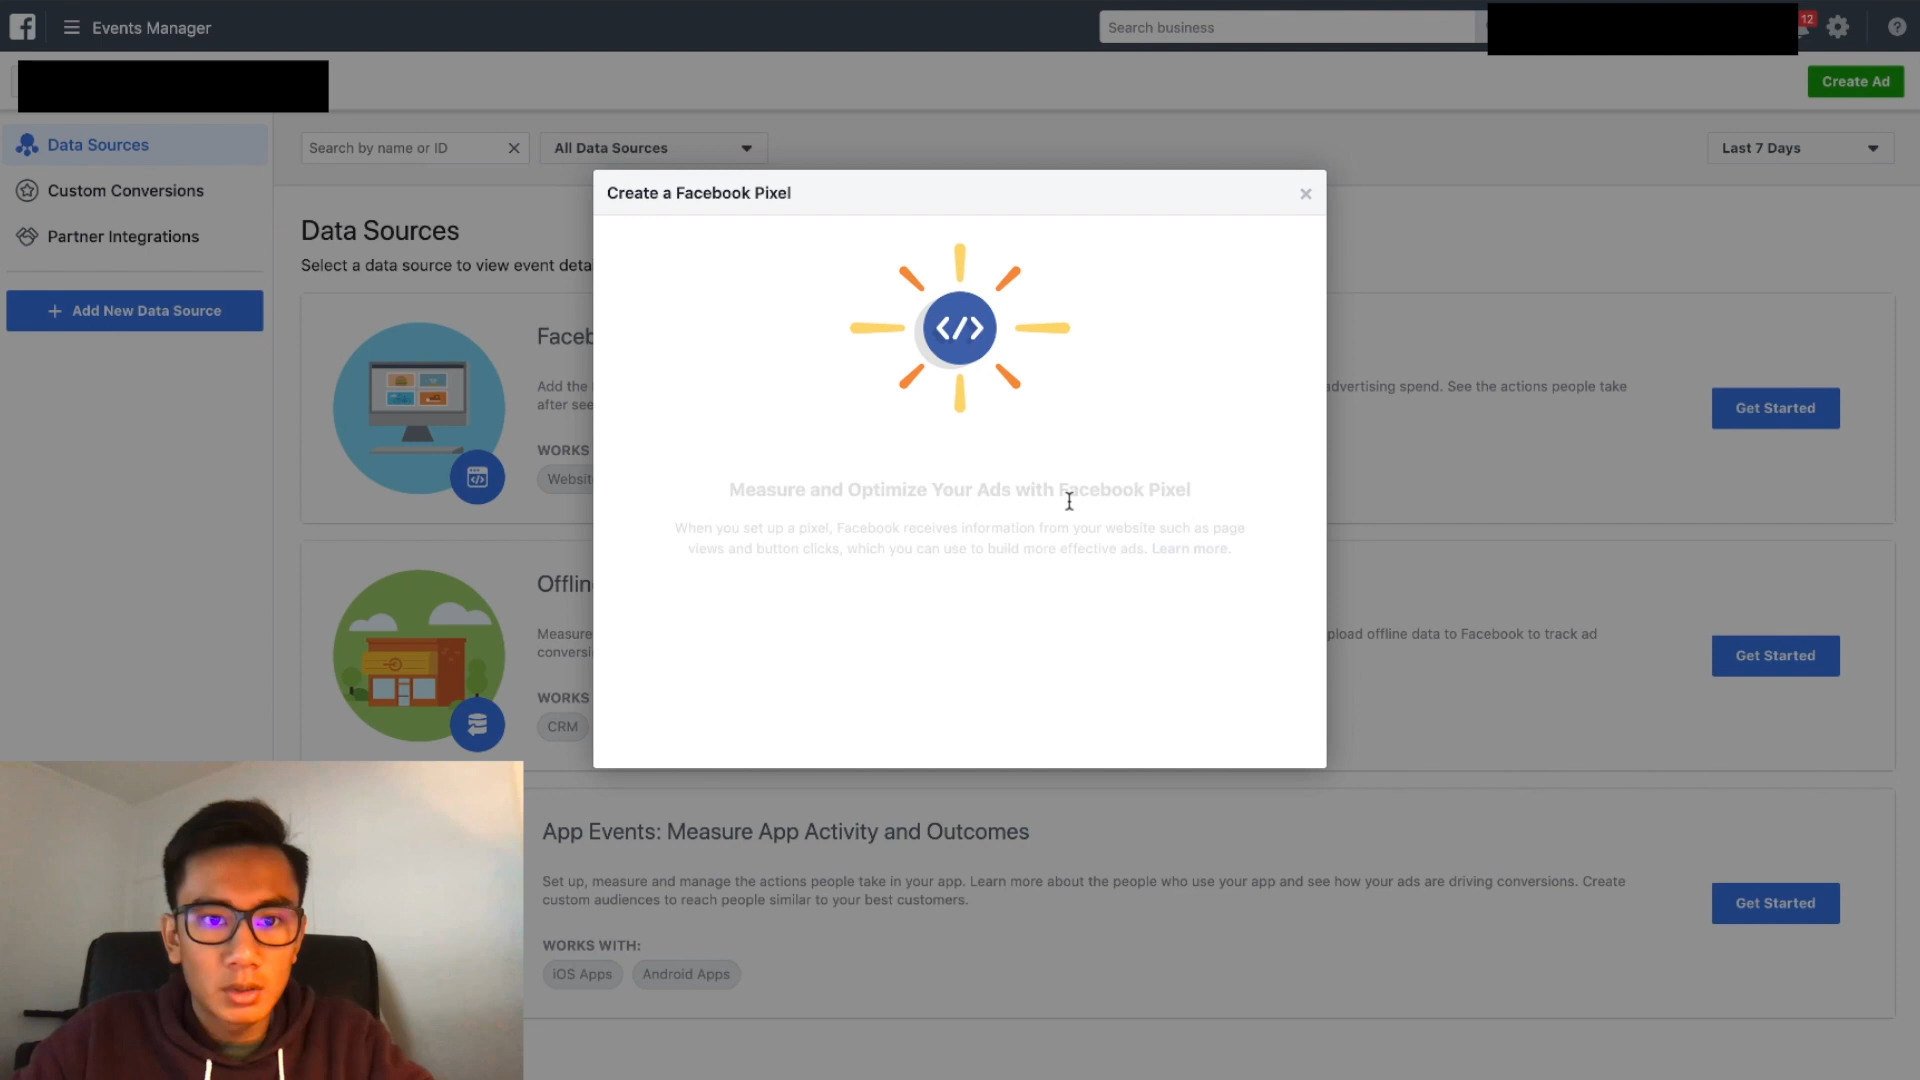 Events Manager
Search business
12
Create Ad
Data Sources
Custom Conversions
Partner Integrations
+ Add New Data Source
Search by name or ID
All Data Sources
Last 7 Days
Data Sources
Select a data source to view event deta
Faceb
Add the
advertising spend. See the actions people take
after see
WORKS
Websit
Get Started
Create a Facebook Pixel
</>
Measure and Optimize Your Ads with Facebook Pixel
When you set up a pixel, Facebook receives information from your website such as page
views and button clicks, which you can use to build more effective ads. Learn more.
Offlin
Measure
pload offline data to Facebook to track ad
conversi
WORKS
CRM
Get Started
App Events: Measure App Activity and Outcomes
Set up, measure and manage the actions people take in your app. Learn more about the people who use your app and see how your ads are driving conversions. Create
custom audiences to reach people similar to your best customers.
WORKS WITH:
iOS Apps
Android Apps
Get Started